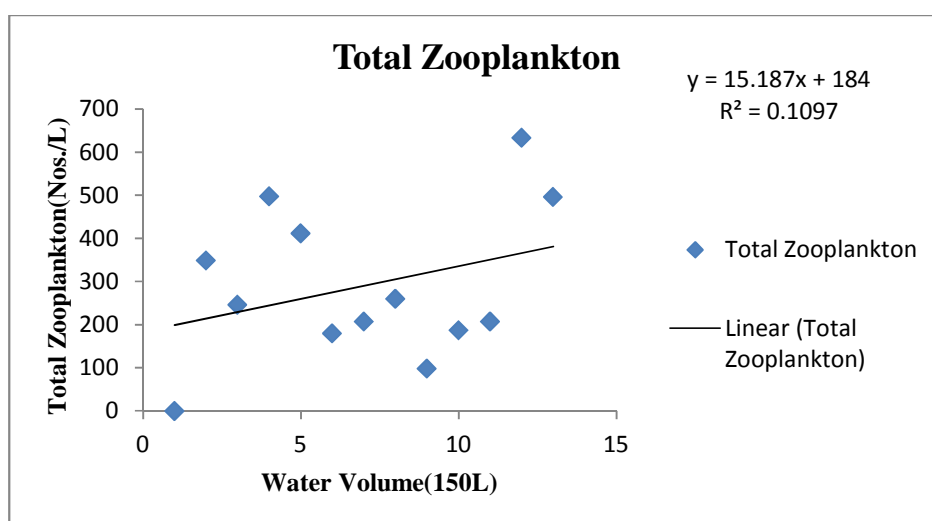 Total Zooplankton
y = 15.187x + 184
R² = 0.1097
Total Zooplankton(Nos./L)
700
600
500
400
300
200
100
0
0
5
10
15
Water Volume(150L)
Total Zooplankton
Linear (Total
Zooplankton)